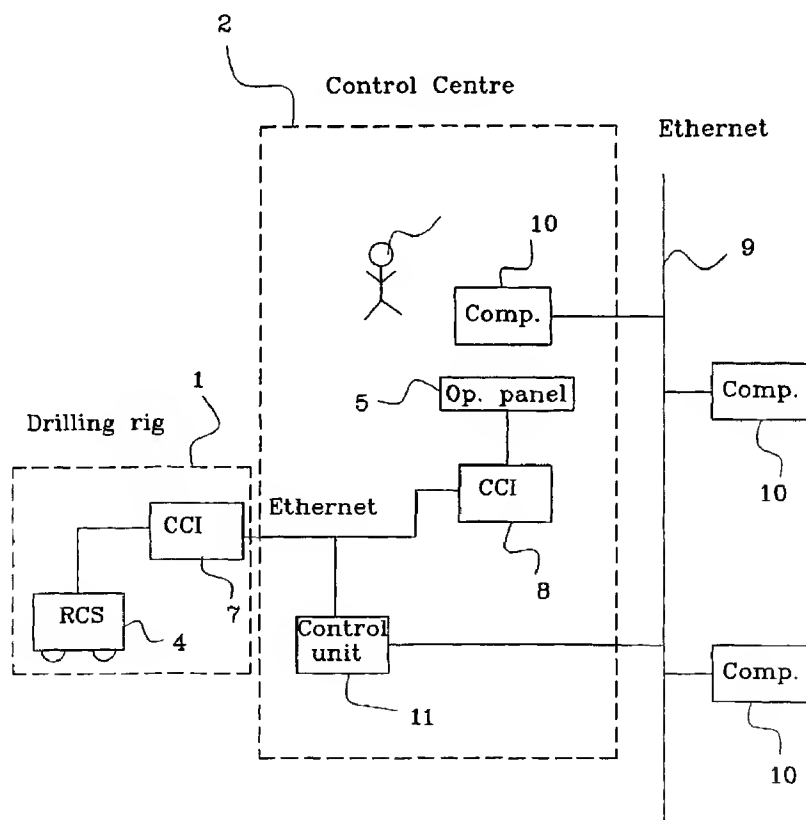 2
Control Centre
Ethernet
10
9
Comp.
1
5
Op. panel
Comp.
Drilling rig
10
Ethernet
CCI
CCI
7
8
RCS
4
Control
unit
Comp.
11
10